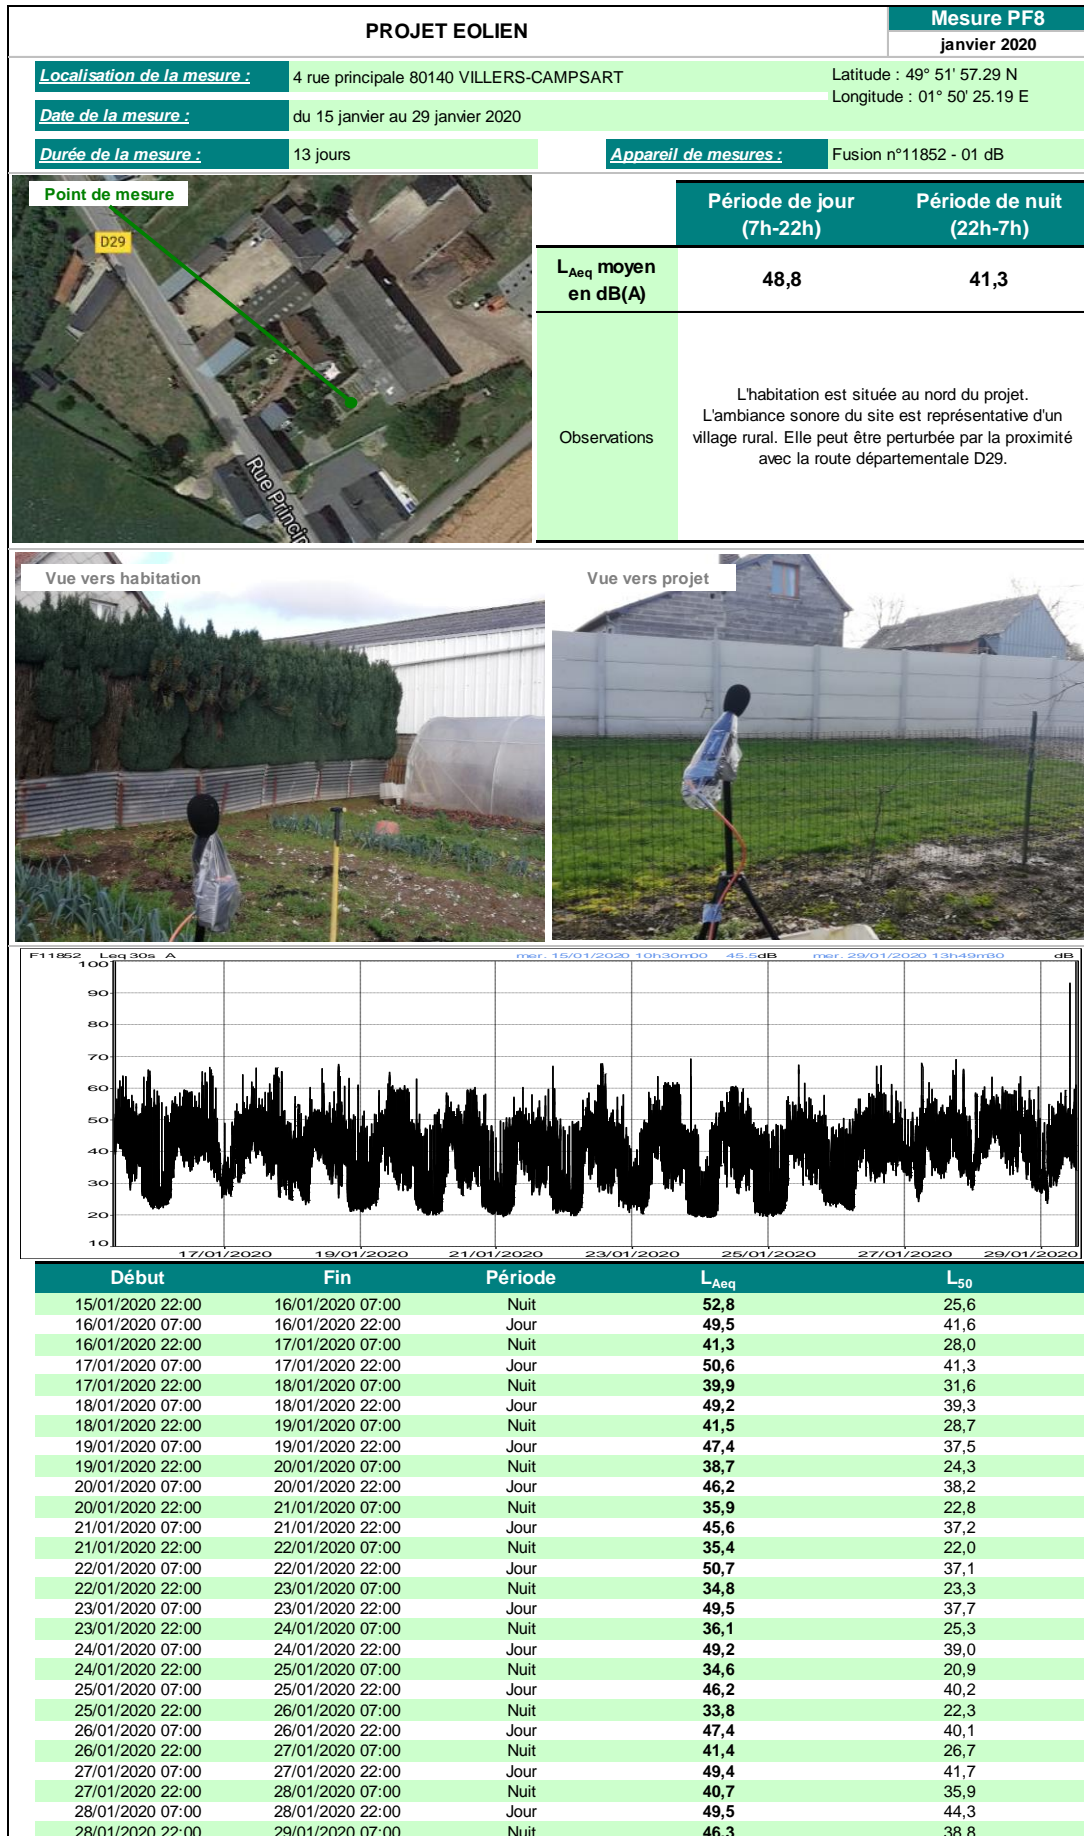 PROJET EOLIEN
Mesure PF8
janvier 2020
Localisation de la mesure :
4 rue principale 80140 VILLERS-CAMPSART
Latitude : 49° 51' 57.29 N
Longitude : 01° 50' 25.19 E
Date de la mesure :
du 15 janvier au 29 janvier 2020
Durée de la mesure :
13 jours
Appareil de mesures :
Fusion n°11852 - 01 dB
Point de mesure
D29
Rue Princip
Période de jour
(7h-22h)
Période de nuit
(22h-7h)
LAeq moyen
en dB(A)
48,8
41,3
Observations
L'habitation est située au nord du projet.
L'ambiance sonore du site est représentative d'un
village rural. Elle peut être perturbée par la proximité
avec la route départementale D29.
Vue vers habitation
Vue vers projet
F11852 Leq 30s A
mer. 15/01/2020 10h30m00 45.5dB
mer. 29/01/2020 13h49m30 dB
100
90
80
70
60
50
40
30
20
10
17/01/2020 19/01/2020 21/01/2020 23/01/2020 25/01/2020 27/01/2020 29/01/2020
Début Fin Période LAeq L50
15/01/2020 22:00 16/01/2020 07:00 Nuit 52,8 25,6
16/01/2020 07:00 16/01/2020 22:00 Jour 49,5 41,6
16/01/2020 22:00 17/01/2020 07:00 Nuit 41,3 28,0
17/01/2020 07:00 17/01/2020 22:00 Jour 50,6 41,3
17/01/2020 22:00 18/01/2020 07:00 Nuit 39,9 31,6
18/01/2020 07:00 18/01/2020 22:00 Jour 49,2 39,3
18/01/2020 22:00 19/01/2020 07:00 Nuit 41,5 28,7
19/01/2020 07:00 19/01/2020 22:00 Jour 47,4 37,5
19/01/2020 22:00 20/01/2020 07:00 Nuit 38,7 24,3
20/01/2020 07:00 20/01/2020 22:00 Jour 46,2 38,2
20/01/2020 22:00 21/01/2020 07:00 Nuit 35,9 22,8
21/01/2020 07:00 21/01/2020 22:00 Jour 45,6 37,2
21/01/2020 22:00 22/01/2020 07:00 Nuit 35,4 22,0
22/01/2020 07:00 22/01/2020 22:00 Jour 50,7 37,1
22/01/2020 22:00 23/01/2020 07:00 Nuit 34,8 23,3
23/01/2020 07:00 23/01/2020 22:00 Jour 49,5 37,7
23/01/2020 22:00 24/01/2020 07:00 Nuit 36,1 25,3
24/01/2020 07:00 24/01/2020 22:00 Jour 49,2 39,0
24/01/2020 22:00 25/01/2020 07:00 Nuit 34,6 20,9
25/01/2020 07:00 25/01/2020 22:00 Jour 46,2 40,2
25/01/2020 22:00 26/01/2020 07:00 Nuit 33,8 22,3
26/01/2020 07:00 26/01/2020 22:00 Jour 47,4 40,1
26/01/2020 22:00 27/01/2020 07:00 Nuit 41,4 26,7
27/01/2020 07:00 27/01/2020 22:00 Jour 49,4 41,7
27/01/2020 22:00 28/01/2020 07:00 Nuit 40,7 35,9
28/01/2020 07:00 28/01/2020 22:00 Jour 49,5 44,3
28/01/2020 22:00 29/01/2020 07:00 Nuit 46,3 38,8